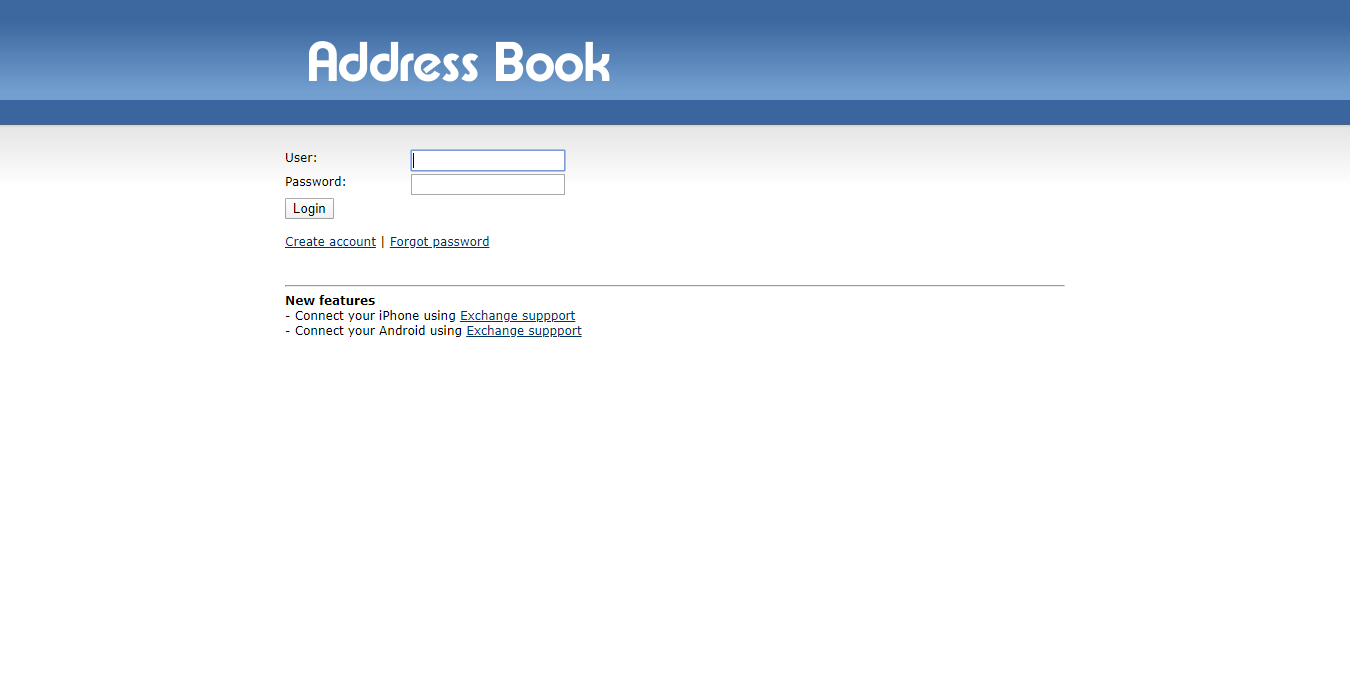 Address Book
User:
Password:
Login
Create account | Forgot password
New features
- Connect your iPhone using Exchange suppport
- Connect your Android using Exchange suppport